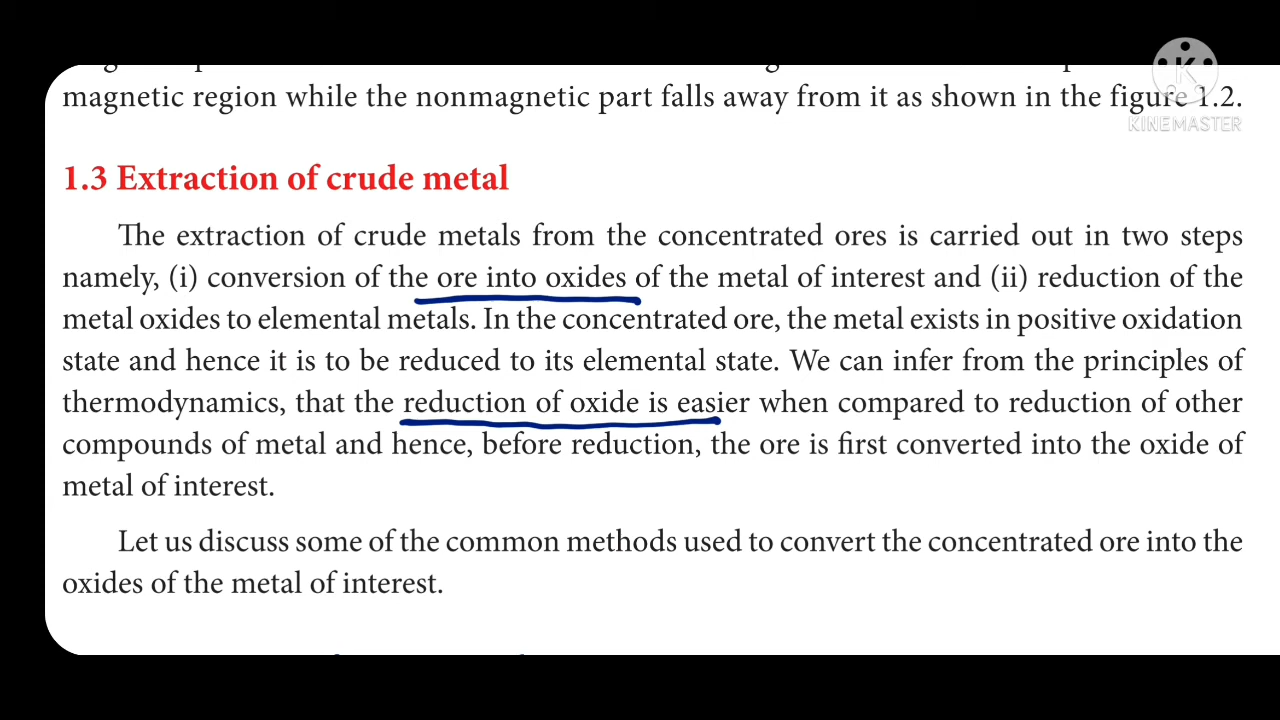 KINEMASTER
magnetic region while the nonmagnetic part falls away from it as shown in the figure 1.2.
1.3 Extraction of crude metal
The extraction of crude metals from the concentrated ores is carried out in two steps
namely, (i) conversion of the ore into oxides of the metal of interest and (ii) reduction of the
metal oxides to elemental metals. In the concentrated ore, the metal exists in positive oxidation
state and hence it is to be reduced to its elemental state. We can infer from the principles of
thermodynamics, that the reduction of oxide is easier when compared to reduction of other
compounds of metal and hence, before reduction, the ore is first converted into the oxide of
metal of interest.
Let us discuss some of the common methods used to convert the concentrated ore into the
oxides of the metal of interest.